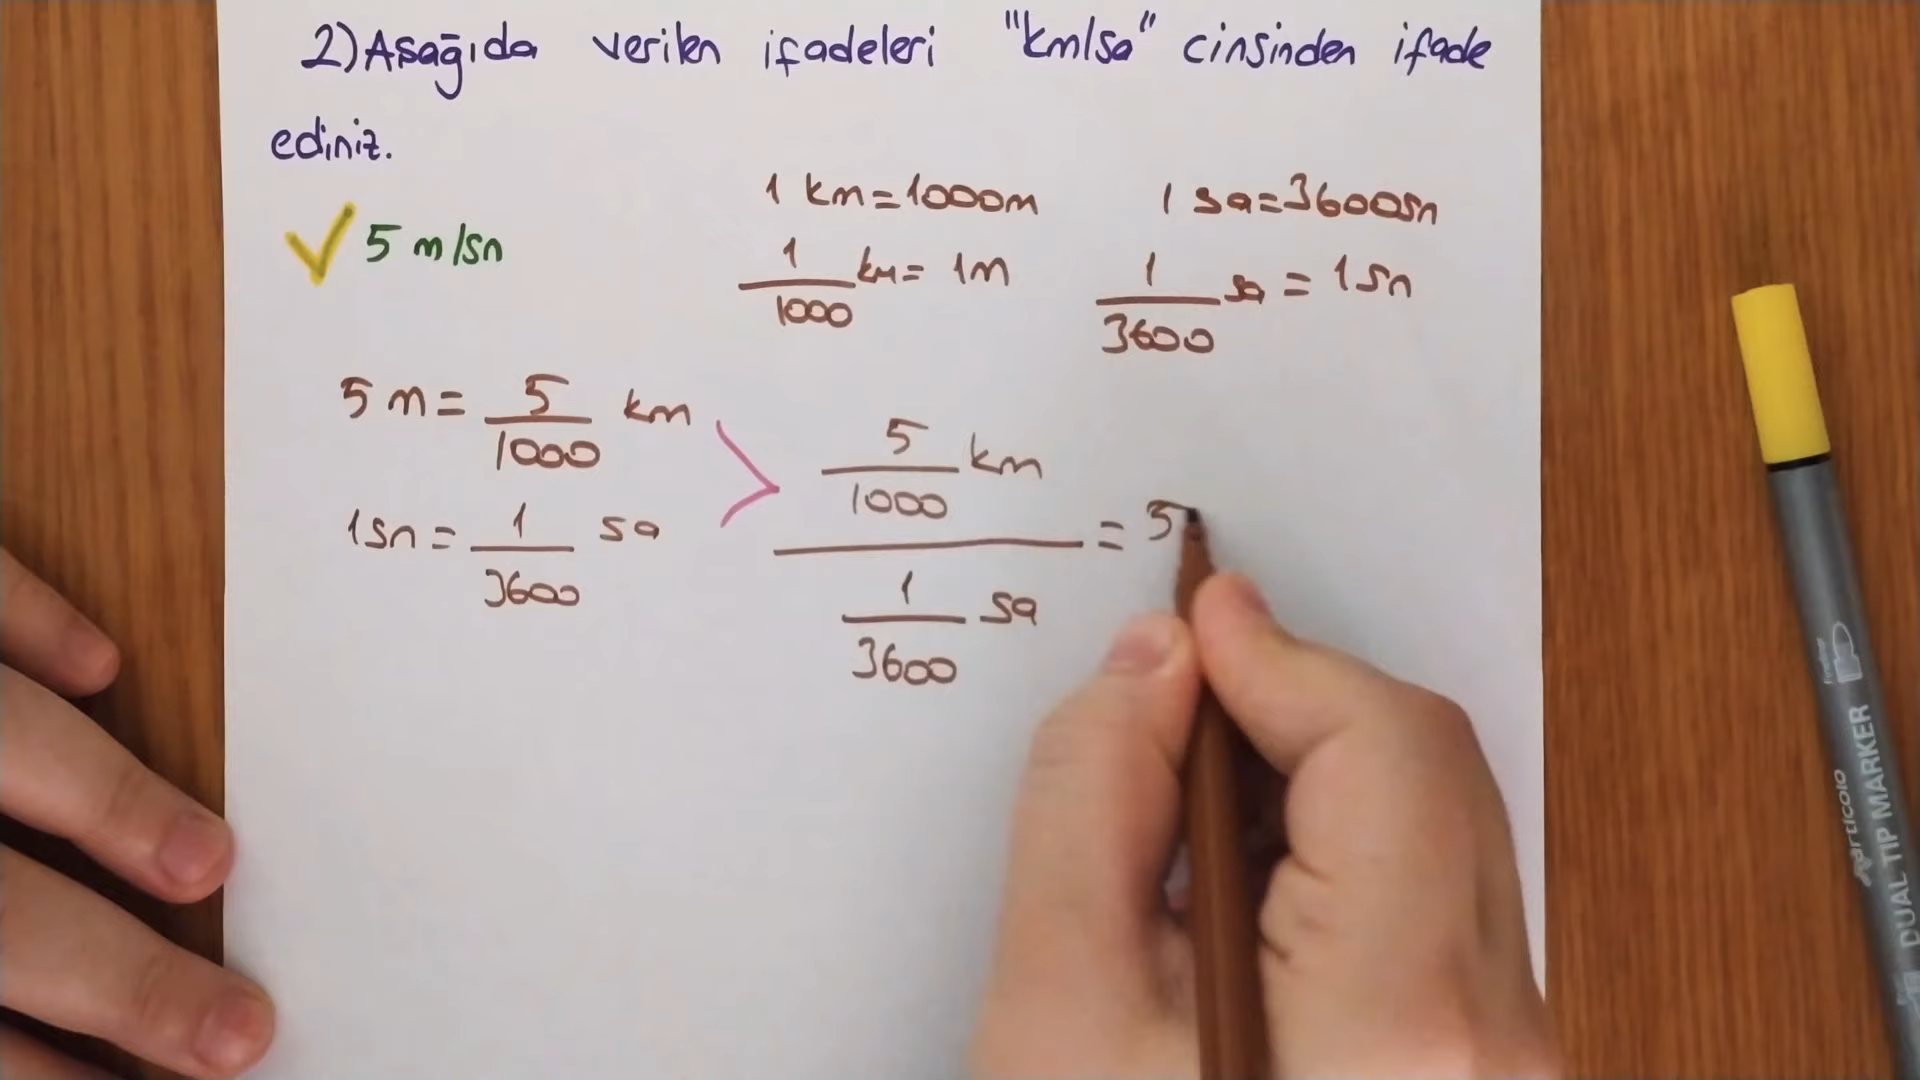 2) Aşağıda verilen ifadeleri "km/sa" cinsinden ifade
ediniz.
1 km = 1000m
1 sa = 3600sn
5 m/sn
1/1000 km = 1m
1/3600 sa = 1sn
5 m = 5/1000 km
1sn = 1/3600 sa
5/1000 km
1/3600 sa
= 5
DUAL TIP MARKER
articolo